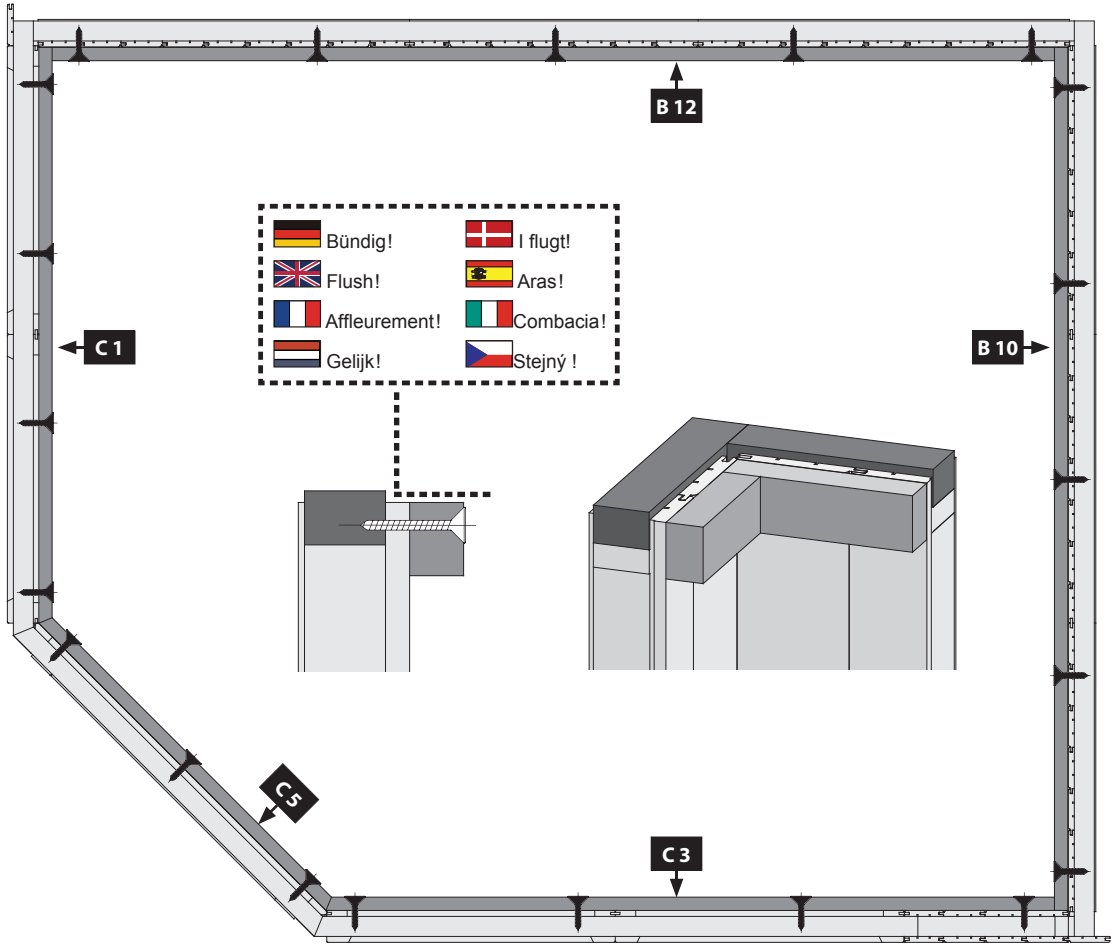 B 12
Bündig!
I flugt!
Flush!
Aras!
Affleurement!
Combacia!
Gelijk!
Stejný !
C 1
B 10
C 5
C 3